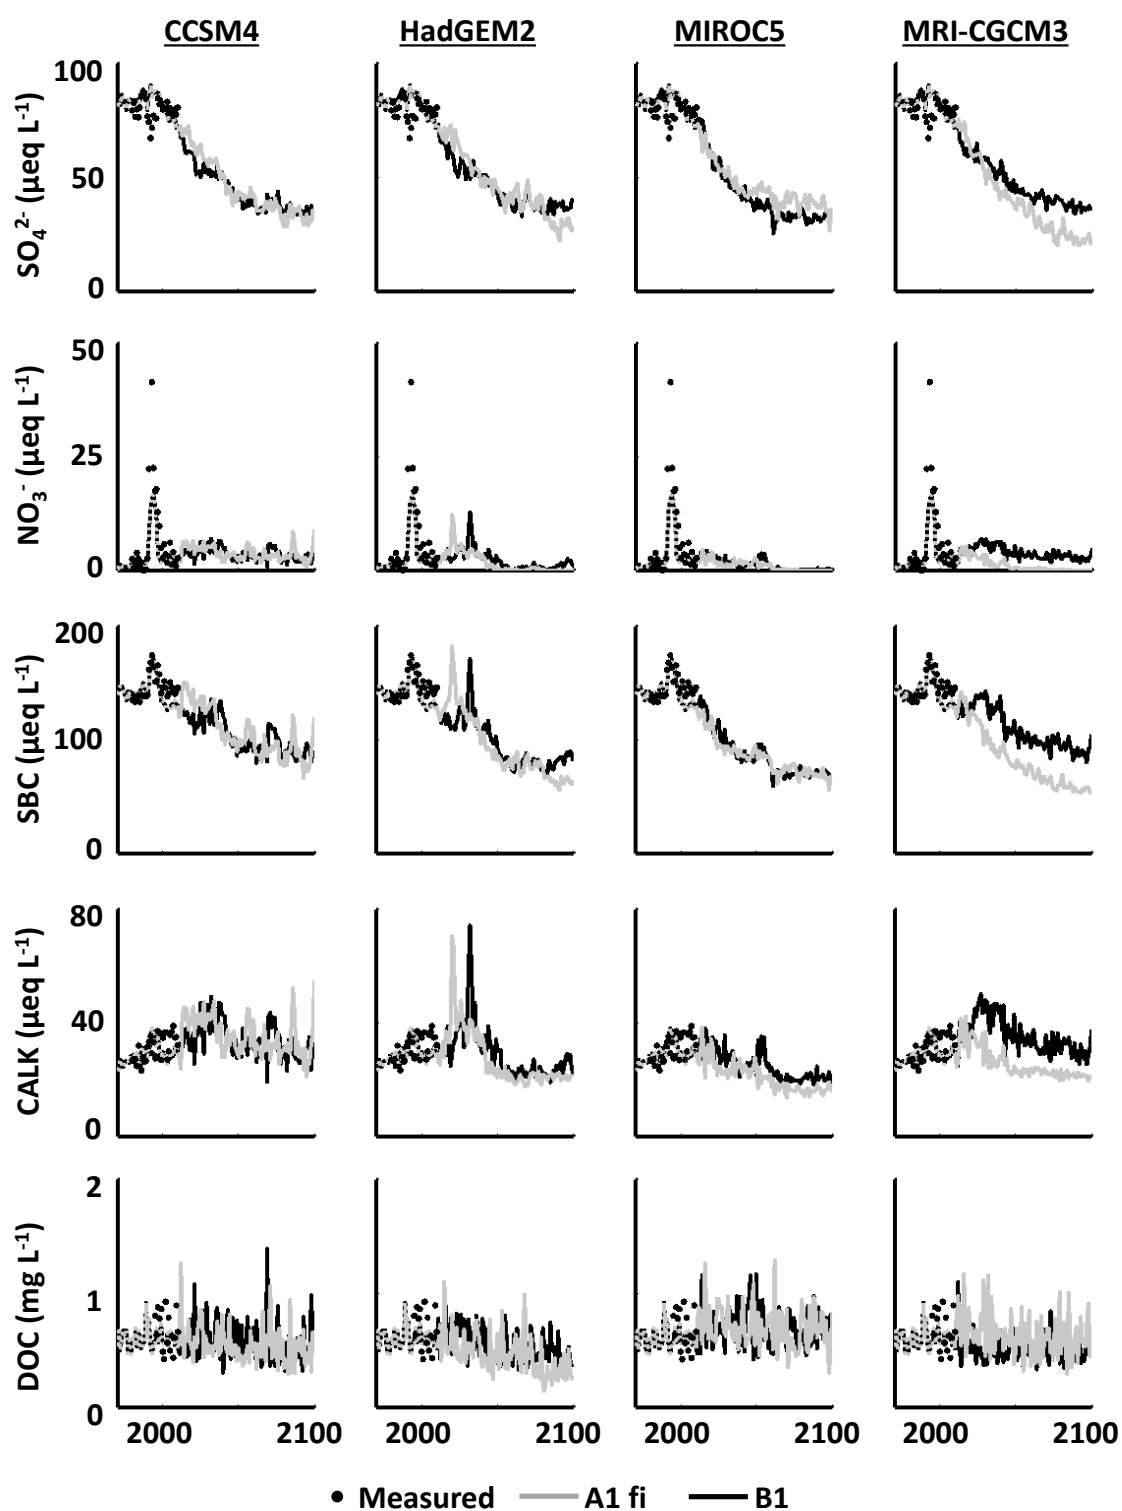 CCSM4 HadGEM2 MIROC5 MRI-CGCM3
SO₄²⁻ (µeq L⁻¹)
100
50
0
NO₃⁻ (µeq L⁻¹)
50
25
0
SBC (µeq L⁻¹)
200
100
0
CALK (µeq L⁻¹)
80
40
0
DOC (mg L⁻¹)
2
1
0
2000 2100 2000 2100 2000 2100 2000 2100
Measured A1 fi B1